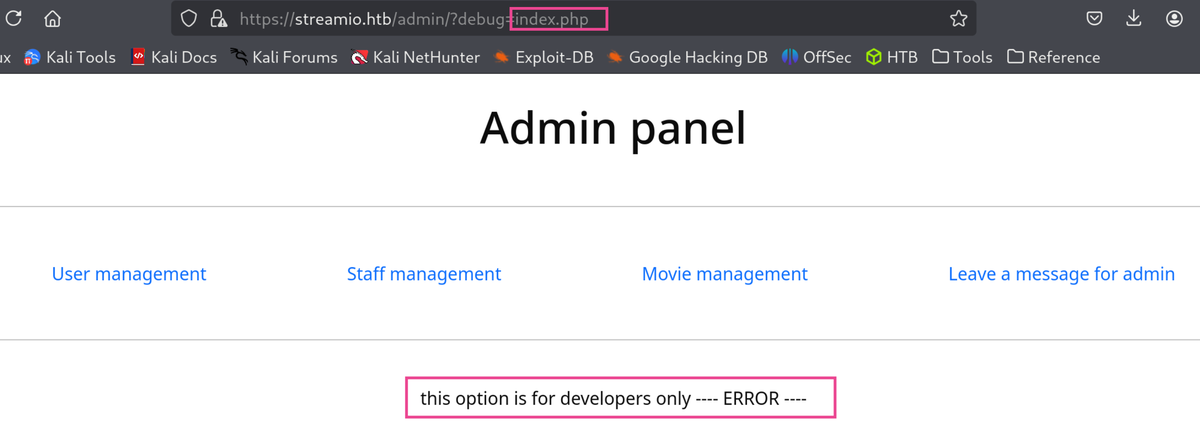 https://streamio.htb/admin/?debug=index.php
Kali Tools Kali Docs Kali Forums Kali NetHunter Exploit-DB Google Hacking DB OffSec HTB Tools Reference
Admin panel
User management Staff management Movie management Leave a message for admin
this option is for developers only ---- ERROR ----